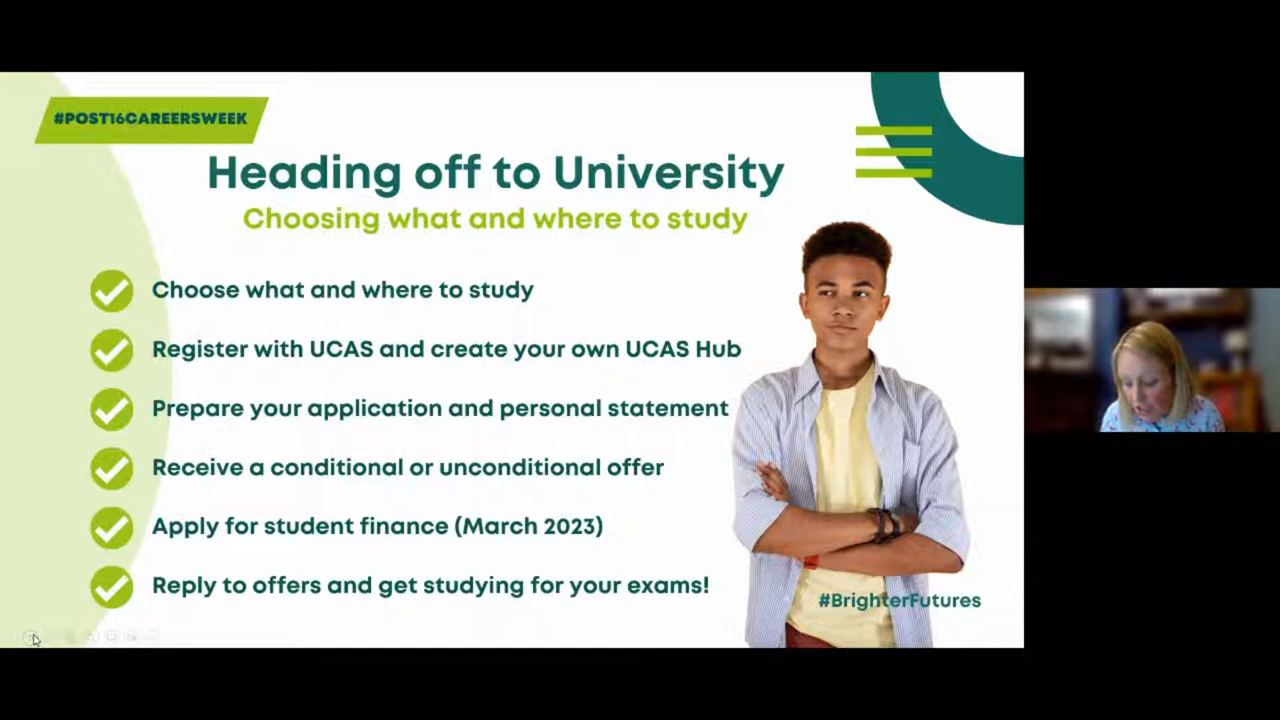 #POST16CAREERSWEEK
Heading off to University
Choosing what and where to study
Choose what and where to study
Register with UCAS and create your own UCAS Hub
Prepare your application and personal statement
Receive a conditional or unconditional offer
Apply for student finance (March 2023)
Reply to offers and get studying for your exams!
#BrighterFutures